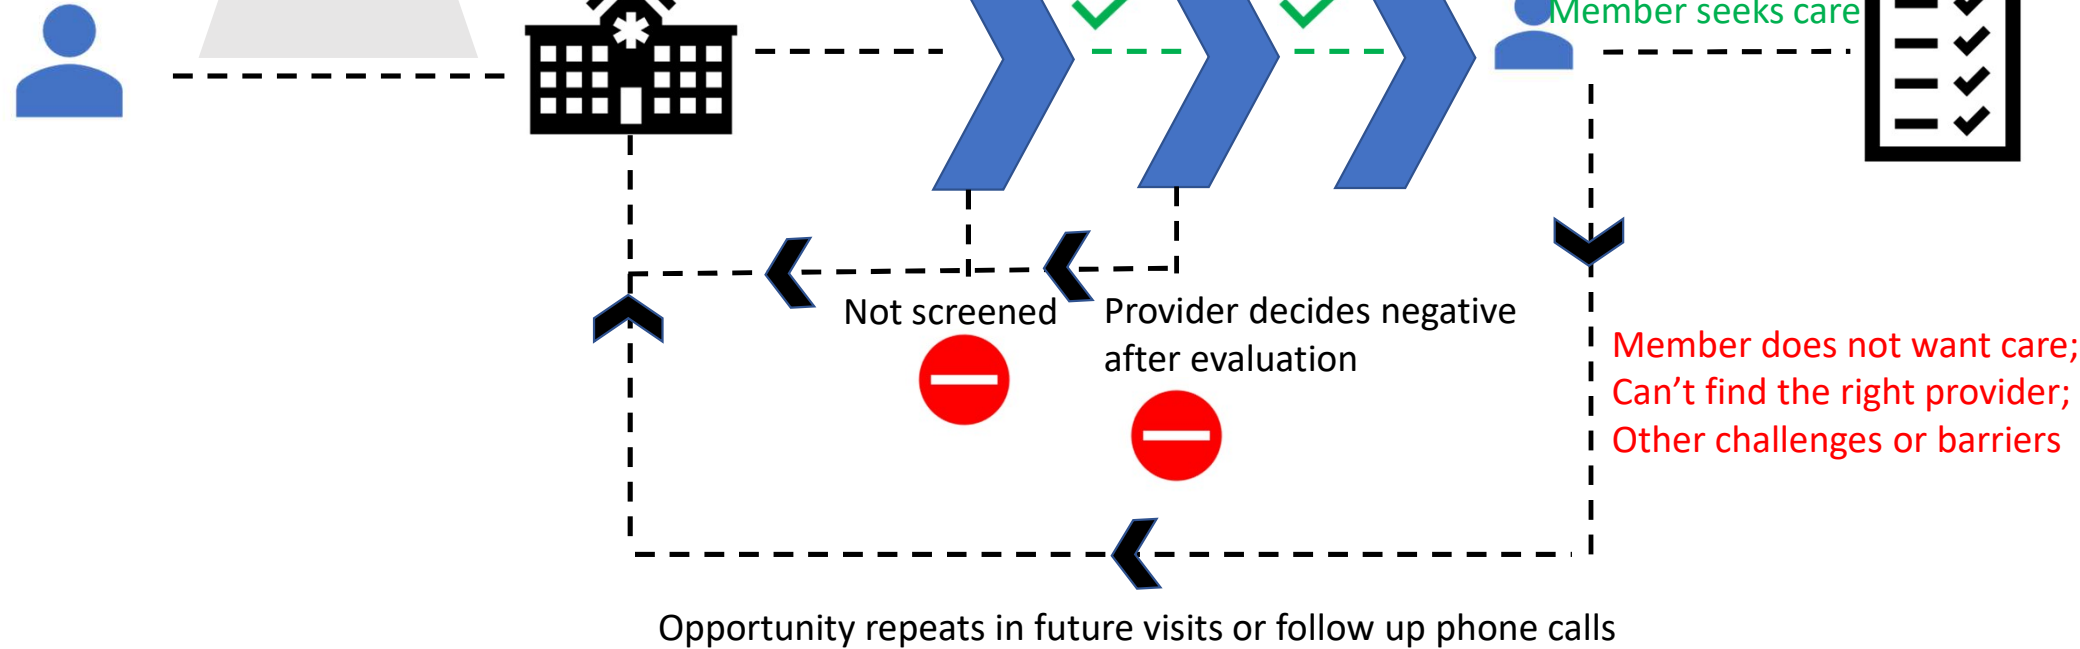 Member seeks care
Not screened
Provider decides negative
after evaluation
Member does not want care;
Can’t find the right provider;
Other challenges or barriers
Opportunity repeats in future visits or follow up phone calls